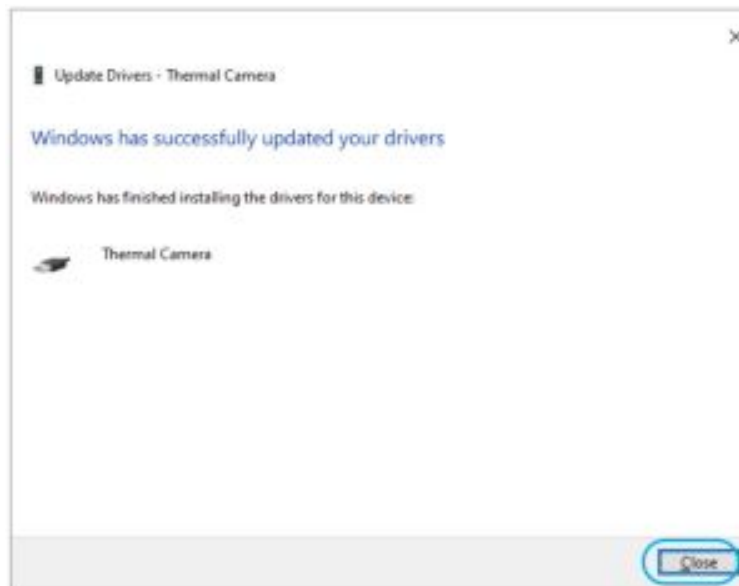 Update Drivers - Thermal Camera
Windows has successfully updated your drivers
Windows has finished installing the drivers for this device:
Thermal Camera
Close